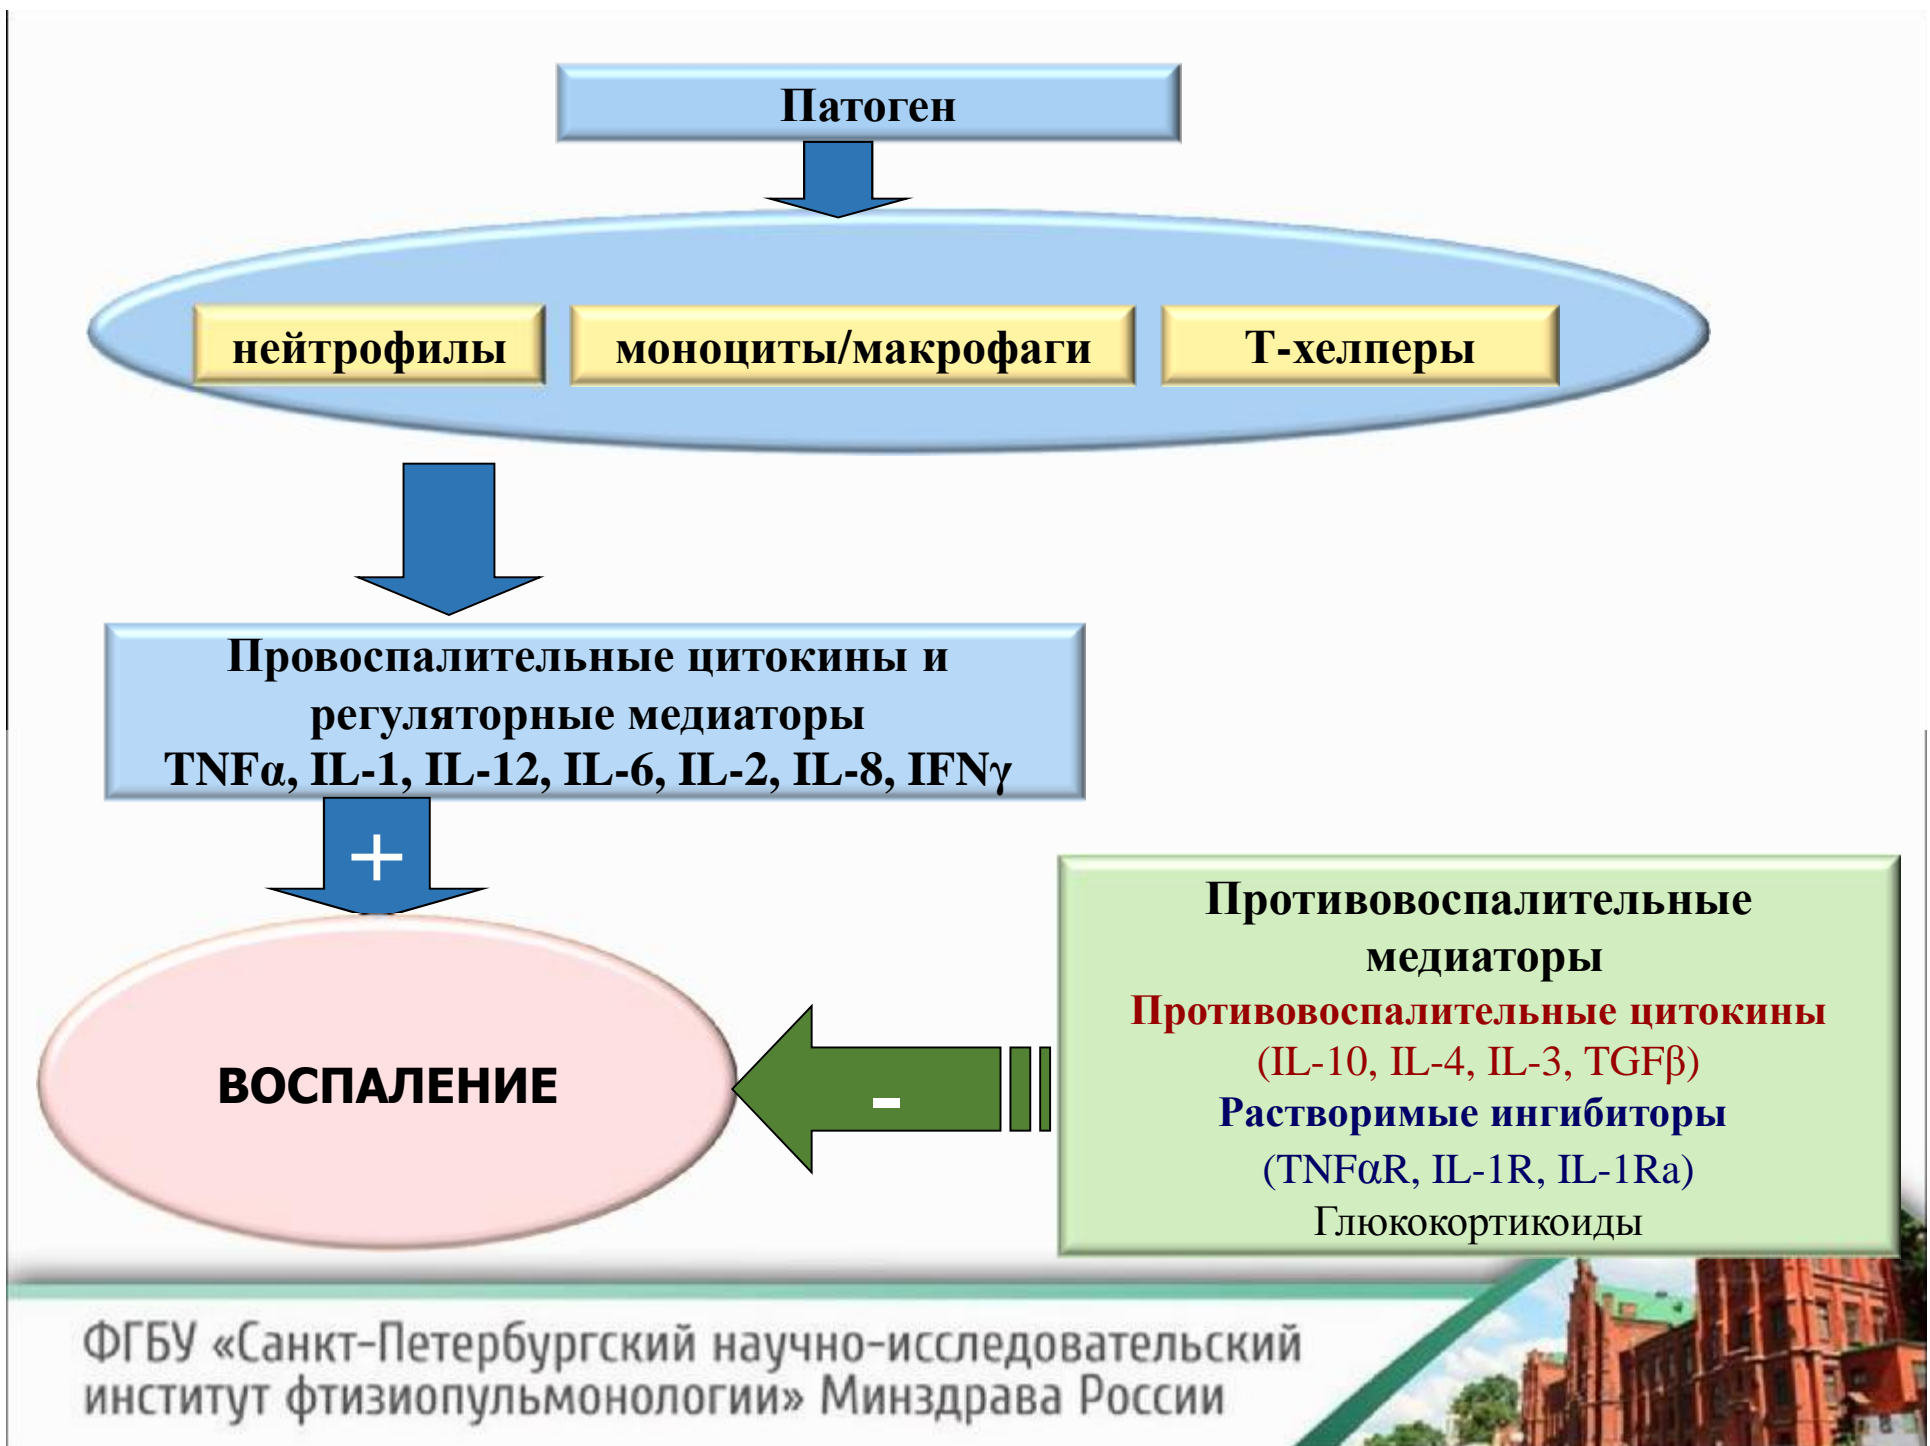 Патоген
нейтрофилы
моноциты/макрофаги
Т-хелперы
Провоспалительные цитокины и
регуляторные медиаторы
TNFα, IL-1, IL-12, IL-6, IL-2, IL-8, IFNγ
+
ВОСПАЛЕНИЕ
-
Противовоспалительные
медиаторы
Противовоспалительные цитокины
(IL-10, IL-4, IL-3, TGFβ)
Растворимые ингибиторы
(TNFαR, IL-1R, IL-1Ra)
Глюкокортикоиды
ФГБУ «Санкт-Петербургский научно-исследовательский
институт фтизиопульмонологии» Минздрава России